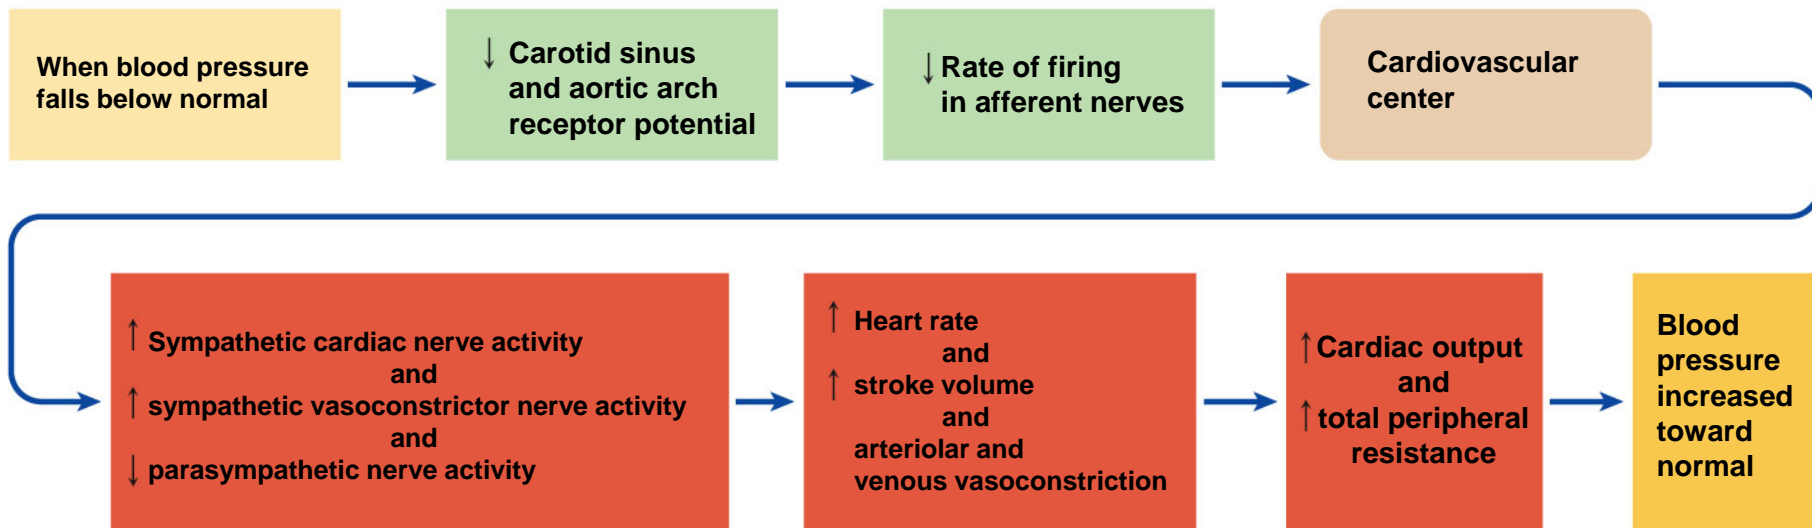 When blood pressure
falls below normal
↓ Carotid sinus
and aortic arch
receptor potential
↓ Rate of firing
in afferent nerves
Cardiovascular
center
↑ Sympathetic cardiac nerve activity
and
↑ sympathetic vasoconstrictor nerve activity
and
↓ parasympathetic nerve activity
↑ Heart rate
and
↑ stroke volume
and
arteriolar and
venous vasoconstriction
↑ Cardiac output
and
↑ total peripheral
resistance
Blood
pressure
increased
toward
normal